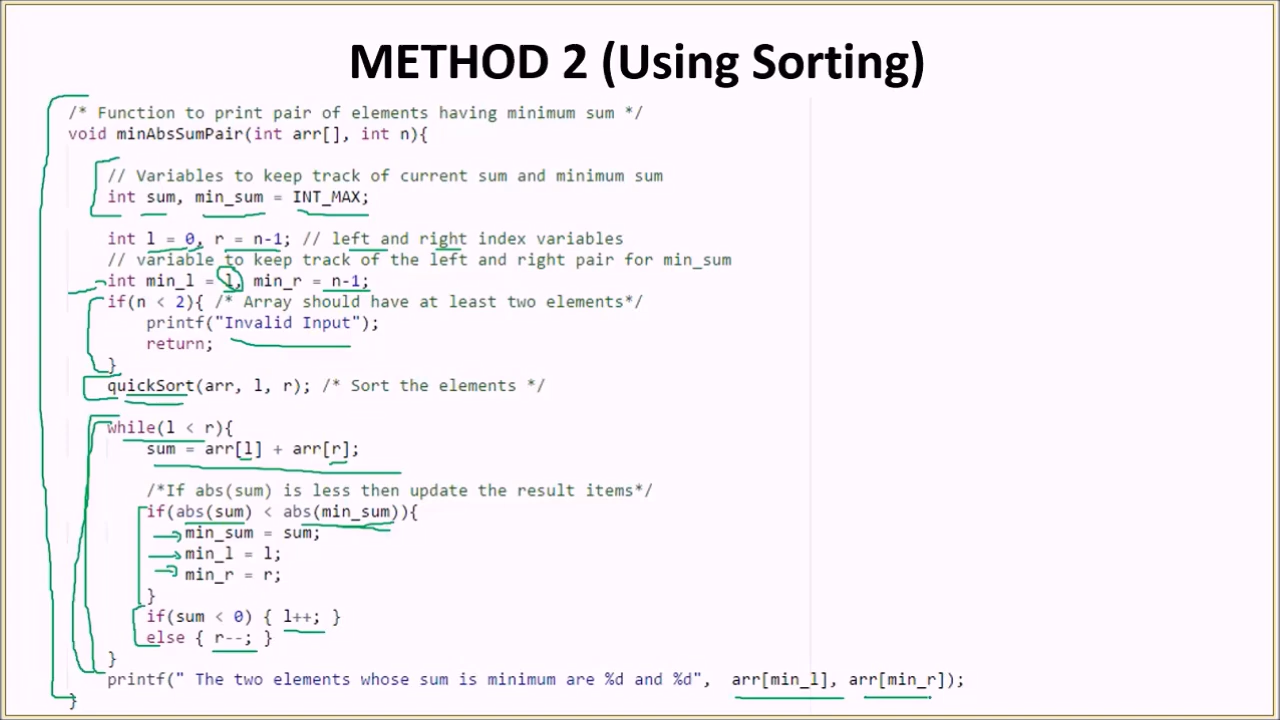 METHOD 2 (Using Sorting)
/* Function to print pair of elements having minimum sum */
void minAbsSumPair(int arr[], int n){
// Variables to keep track of current sum and minimum sum
int sum, min_sum = INT_MAX;
int l = 0, r = n-1; // left and right index variables
// variable to keep track of the left and right pair for min_sum
int min_l = l, min_r = n-1;
if(n < 2){ /* Array should have at least two elements*/
printf("Invalid Input");
return;
}
quickSort(arr, l, r); /* Sort the elements */
while(l < r){
sum = arr[l] + arr[r];
/*If abs(sum) is less then update the result items*/
if(abs(sum) < abs(min_sum)){
min_sum = sum;
min_l = l;
min_r = r;
}
if(sum < 0) { l++; }
else { r--; }
}
printf(" The two elements whose sum is minimum are %d and %d", arr[min_l], arr[min_r]);
}